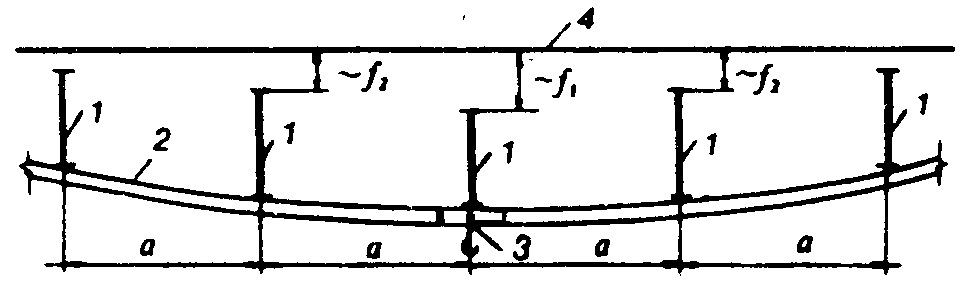 4
~f₂ ~f₁ ~f₂
1 1 1 1 1
2
3
a a a a